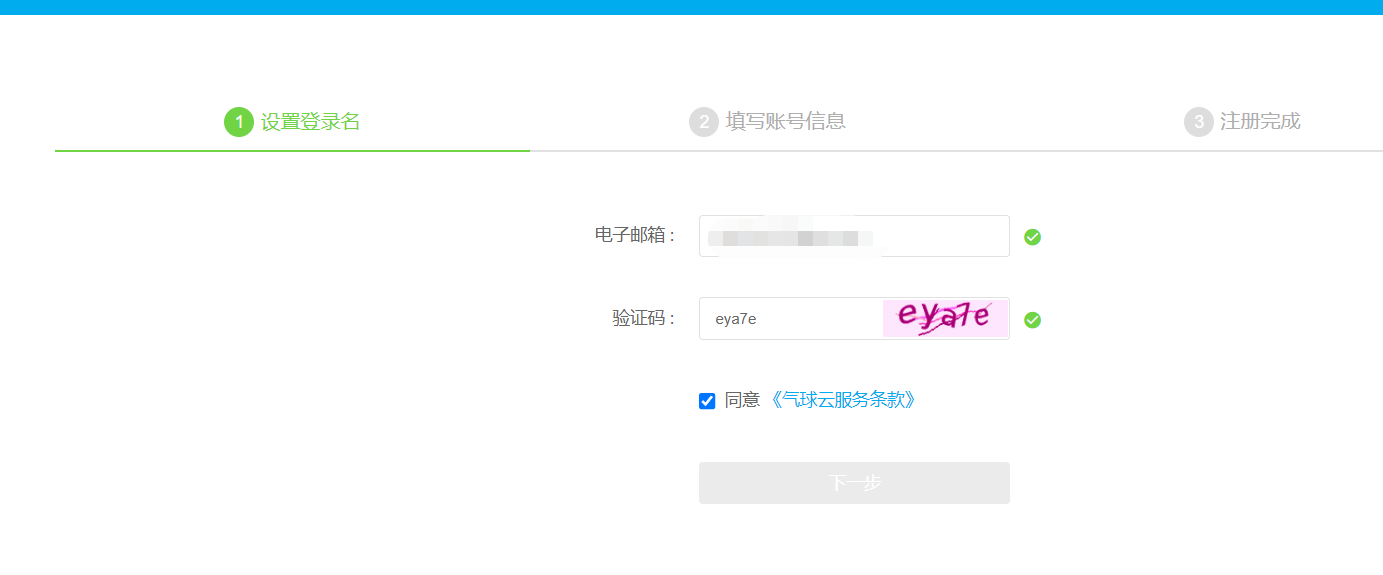 1 设置登录名 2 填写账号信息 3 注册完成
电子邮箱：
验证码： eya7e eya7e
同意 《气球云服务条款》
下一步